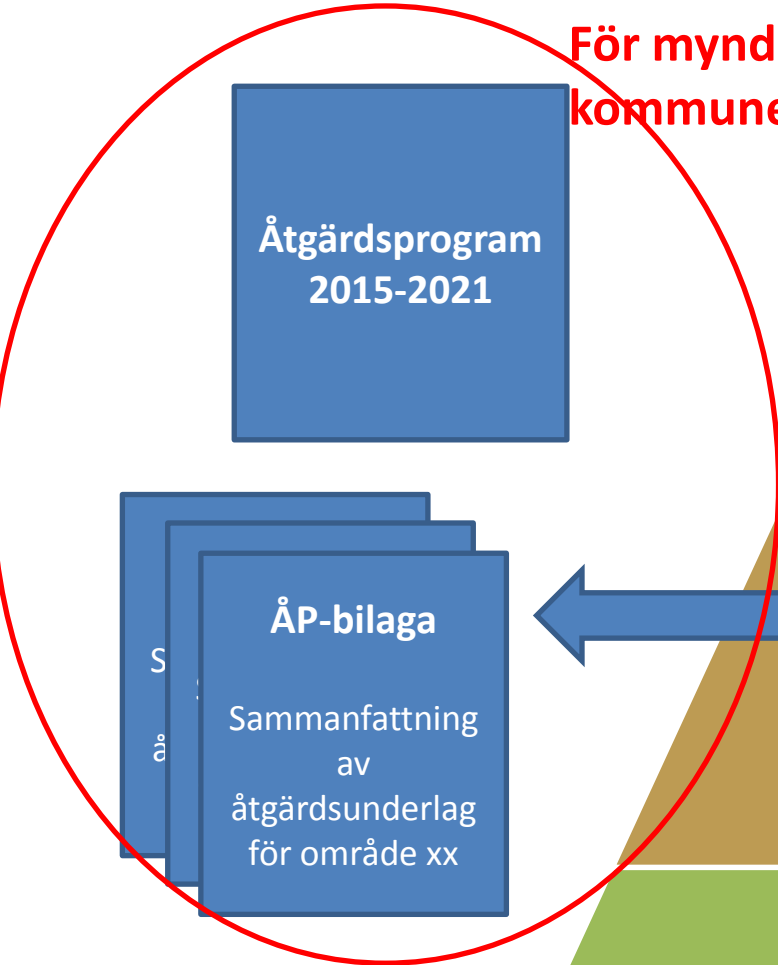 För mynd
kommune
Åtgärdsprogram
2015-2021
ÅP-bilaga
Sammanfattning
av
åtgärdsunderlag
för område xx